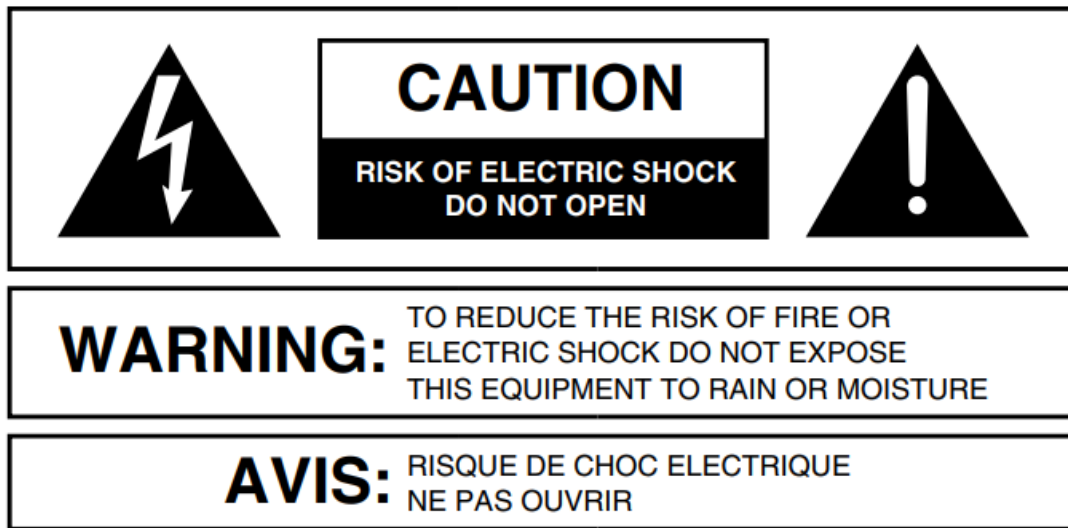 CAUTION
RISK OF ELECTRIC SHOCK
DO NOT OPEN
WARNING:
TO REDUCE THE RISK OF FIRE OR
ELECTRIC SHOCK DO NOT EXPOSE
THIS EQUIPMENT TO RAIN OR MOISTURE
AVIS:
RISQUE DE CHOC ELECTRIQUE
NE PAS OUVRIR